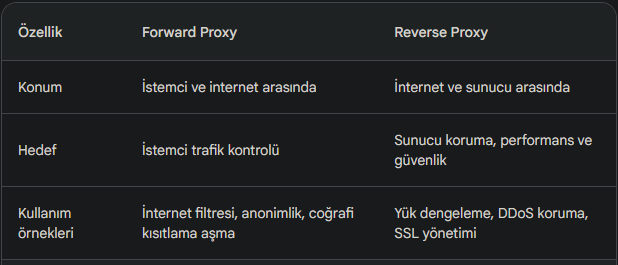 Özellik Forward Proxy Reverse Proxy
Konum İstemci ve internet arasında İnternet ve sunucu arasında
Hedef İstemci trafik kontrolü Sunucu koruma, performans ve güvenlik
Kullanım örnekleri İnternet filtresi, anonimlik, coğrafi kısıtlama aşma Yük dengeleme, DDoS koruma, SSL yönetimi